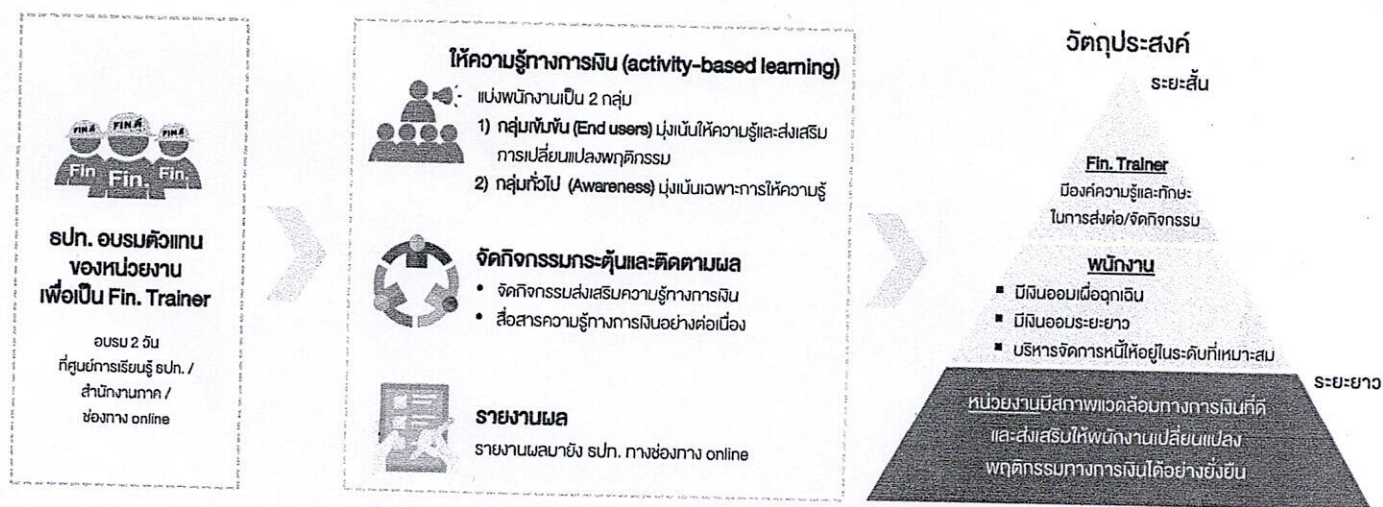 FIN.
FIN.
FIN.
Fin
Fin.
Fin.
ธปท. อบรมตัวแทน
ของหน่วยงาน
เพื่อเป็น Fin. Trainer
อบรม 2 วัน
ที่ศูนย์การเรียนรู้ ธปท. /
สำนักงานภาค /
ช่องทาง online
ให้ความรู้ทางการเงิน (activity-based learning)
แบ่งพนักงานเป็น 2 กลุ่ม
1) กลุ่มเข้มข้น (End users) มุ่งเน้นให้ความรู้และส่งเสริม
การเปลี่ยนแปลงพฤติกรรม
2) กลุ่มทั่วไป (Awareness) มุ่งเน้นเฉพาะการให้ความรู้
จัดกิจกรรมกระตุ้นและติดตามผล
• จัดกิจกรรมส่งเสริมความรู้ทางการเงิน
• สื่อสารความรู้ทางการเงินอย่างต่อเนื่อง
รายงานผล
รายงานผลมายัง ธปท. ทางช่องทาง online
วัตถุประสงค์
ระยะสั้น
Fin. Trainer
มีองค์ความรู้และทักษะ
ในการส่งต่อ/จัดกิจกรรม
พนักงาน
▪ มีเงินออมเผื่อฉุกเฉิน
▪ มีเงินออมระยะยาว
▪ บริหารจัดการหนี้ให้อยู่ในระดับที่เหมาะสม
ระยะยาว
หน่วยงานมีสภาพแวดล้อมทางการเงินที่ดี
และส่งเสริมให้พนักงานเปลี่ยนแปลง
พฤติกรรมทางการเงินได้อย่างยั่งยืน